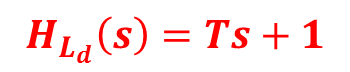 H_{L_d}(s) = Ts + 1